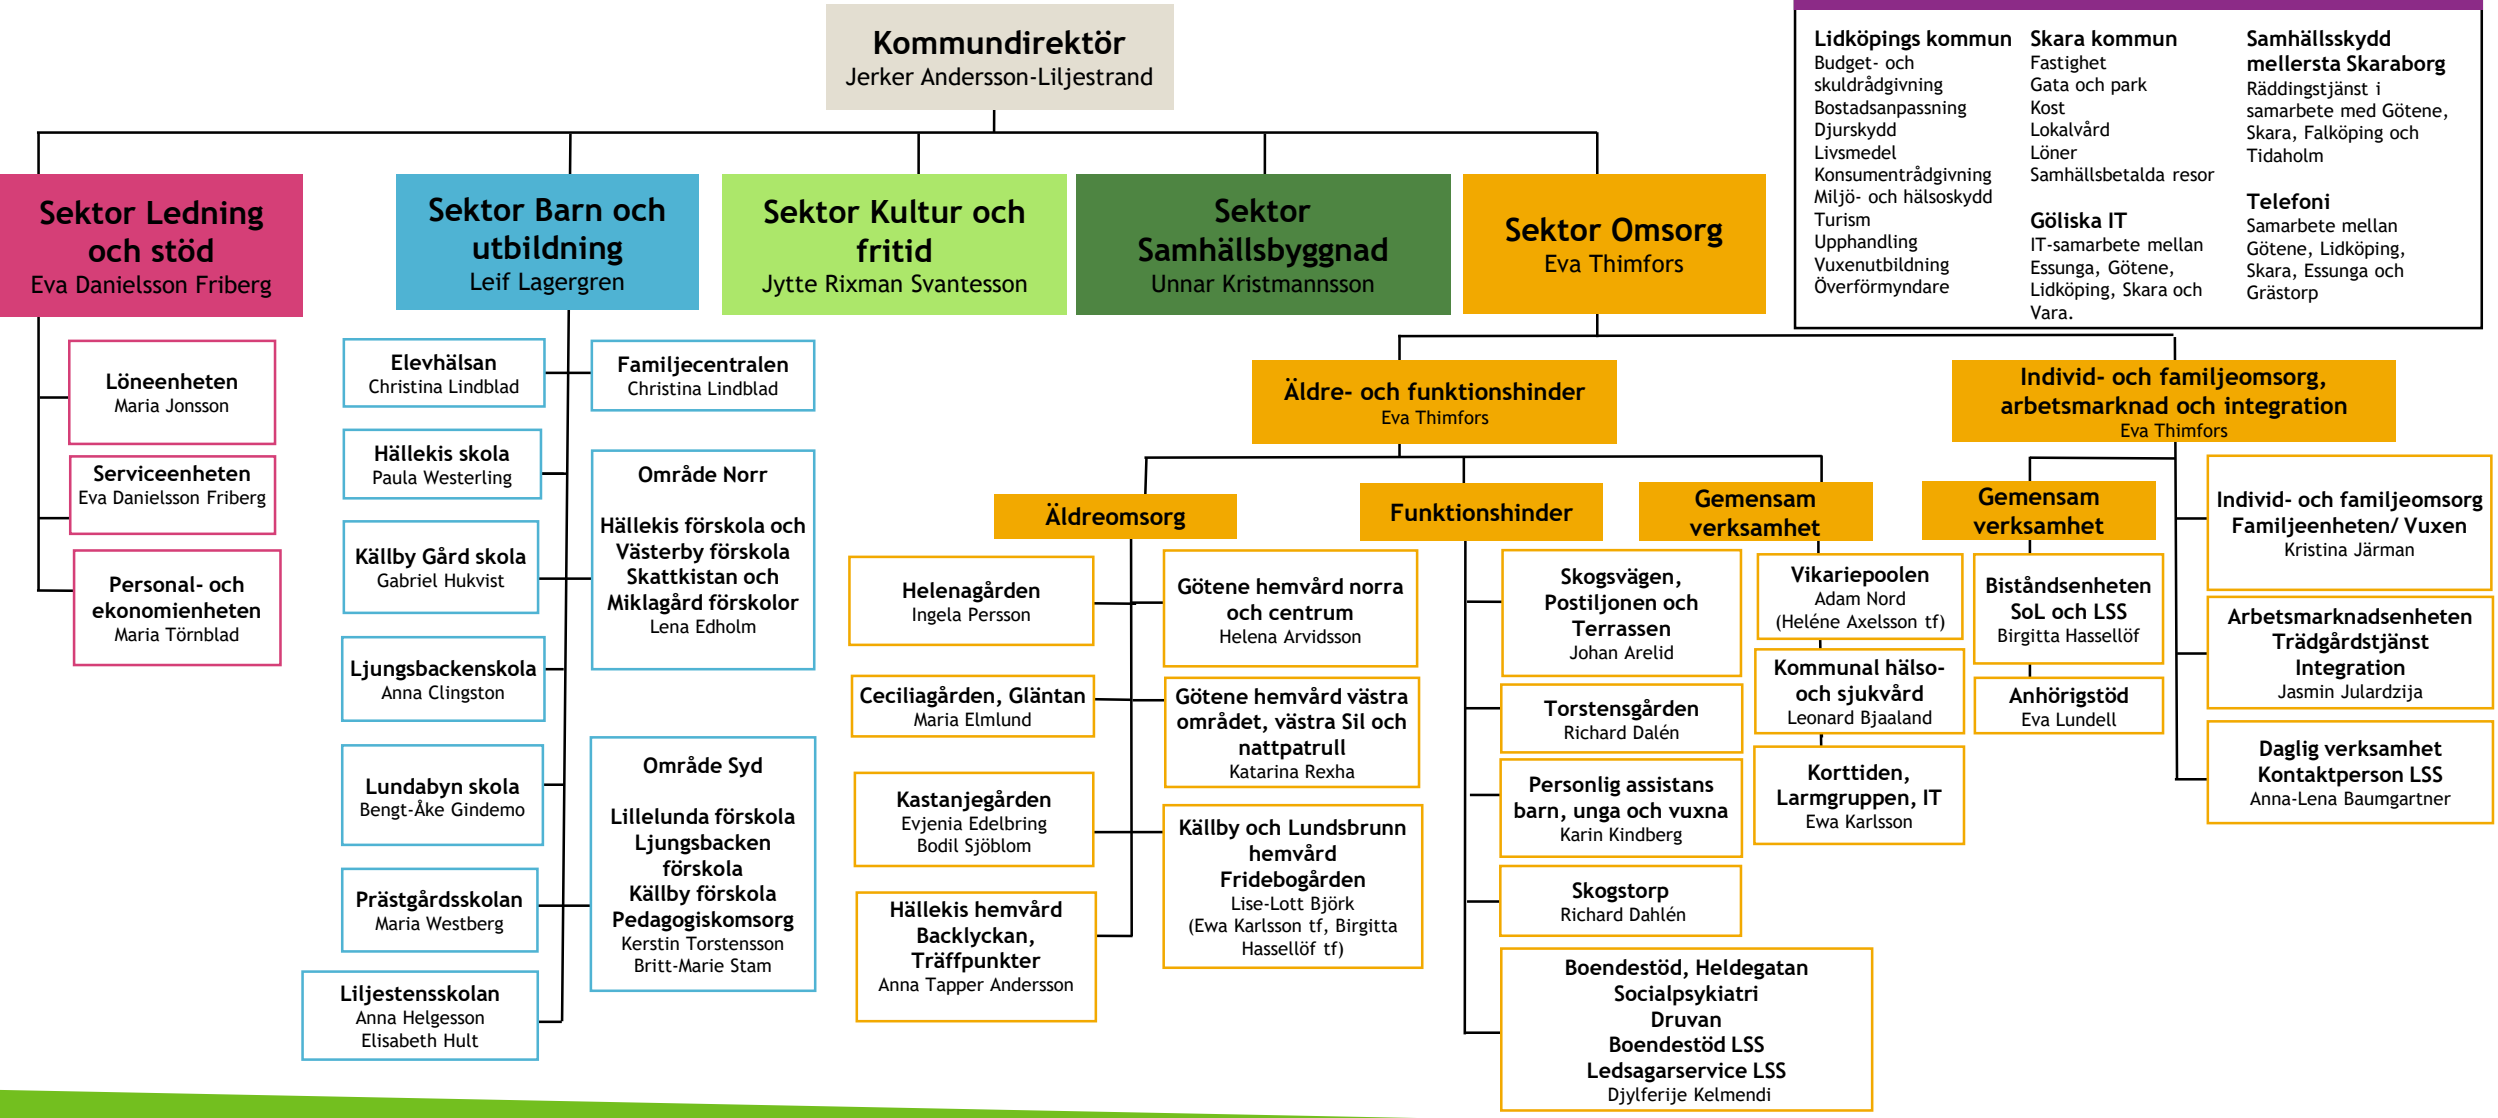 Kommundirektör
Jerker Andersson-Liljestrand
Lidköpings kommun
Budget- och
skuldrådgivning
Bostadsanpassning
Djurskydd
Livsmedel
Konsumentrådgivning
Miljö- och hälsoskydd
Turism
Upphandling
Vuxenutbildning
Överförmyndare
Skara kommun
Fastighet
Gata och park
Kost
Lokalvård
Löner
Samhällsbetalda resor
Göliska IT
IT-samarbete mellan
Essunga, Götene,
Lidköping, Skara och
Vara.
Samhällsskydd
mellersta Skaraborg
Räddingstjänst i
samarbete med Götene,
Skara, Falköping och
Tidaholm
Telefoni
Samarbete mellan
Götene, Lidköping,
Skara, Essunga och
Grästorp
Sektor Ledning
och stöd
Eva Danielsson Friberg
Sektor Barn och
utbildning
Leif Lagergren
Sektor Kultur och
fritid
Jytte Rixman Svantesson
Sektor
Samhällsbyggnad
Unnar Kristmannsson
Sektor Omsorg
Eva Thimfors
Löneenheten
Maria Jonsson
Serviceenheten
Eva Danielsson Friberg
Personal- och
ekonomienheten
Maria Törnblad
Elevhälsan
Christina Lindblad
Familjecentralen
Christina Lindblad
Hällekis skola
Paula Westerling
Källby Gård skola
Gabriel Hukvist
Ljungsbackenskola
Anna Clingston
Lundabyn skola
Bengt-Åke Gindemo
Prästgårdsskolan
Maria Westberg
Liljestensskolan
Anna Helgesson
Elisabeth Hult
Område Norr
Hällekis förskola och
Västerby förskola
Skattkistan och
Miklagård förskolor
Lena Edholm
Område Syd
Lillelunda förskola
Ljungsbacken
förskola
Källby förskola
Pedagogiskomsorg
Kerstin Torstensson
Britt-Marie Stam
Äldre- och funktionshinder
Eva Thimfors
Individ- och familjeomsorg,
arbetsmarknad och integration
Eva Thimfors
Äldreomsorg
Helenagården
Ingela Persson
Ceciliagården, Gläntan
Maria Elmlund
Kastanjegården
Evjenia Edelbring
Bodil Sjöblom
Hällekis hemvård
Backlyckan,
Träffpunkter
Anna Tapper Andersson
Götene hemvård norra
och centrum
Helena Arvidsson
Götene hemvård västra
området, västra Sil och
nattpatrull
Katarina Rexha
Källby och Lundsbrunn
hemvård
Fridebogården
Lise-Lott Björk
(Ewa Karlsson tf, Birgitta
Hassellöf tf)
Funktionshinder
Skogsvägen,
Postiljonen och
Terrassen
Johan Arelid
Torstensgården
Richard Dalén
Personlig assistans
barn, unga och vuxna
Karin Kindberg
Skogstorp
Richard Dahlén
Boendestöd, Heldegatan
Socialpsykiatri
Druvan
Boendestöd LSS
Ledsagarservice LSS
Djylferije Kelmendi
Gemensam
verksamhet
Vikariepoolen
Adam Nord
(Heléne Axelsson tf)
Kommunal hälso-
och sjukvård
Leonard Bjaaland
Korttiden,
Larmgruppen, IT
Ewa Karlsson
Gemensam
verksamhet
Biståndsenheten
SoL och LSS
Birgitta Hassellöf
Anhörigstöd
Eva Lundell
Individ- och familjeomsorg
Familjeenheten/ Vuxen
Kristina Järman
Arbetsmarknadsenheten
Trädgårdstjänst
Integration
Jasmin Julardzija
Daglig verksamhet
Kontaktperson LSS
Anna-Lena Baumgartner